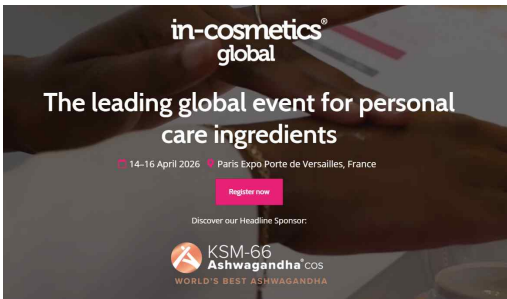 in-cosmetics®
global
The leading global event for personal
care ingredients
14–16 April 2026 Paris Expo Porte de Versailles, France
Register now
Discover our Headline Sponsor:
KSM-66
Ashwagandha®cos
WORLD'S BEST ASHWAGANDHA